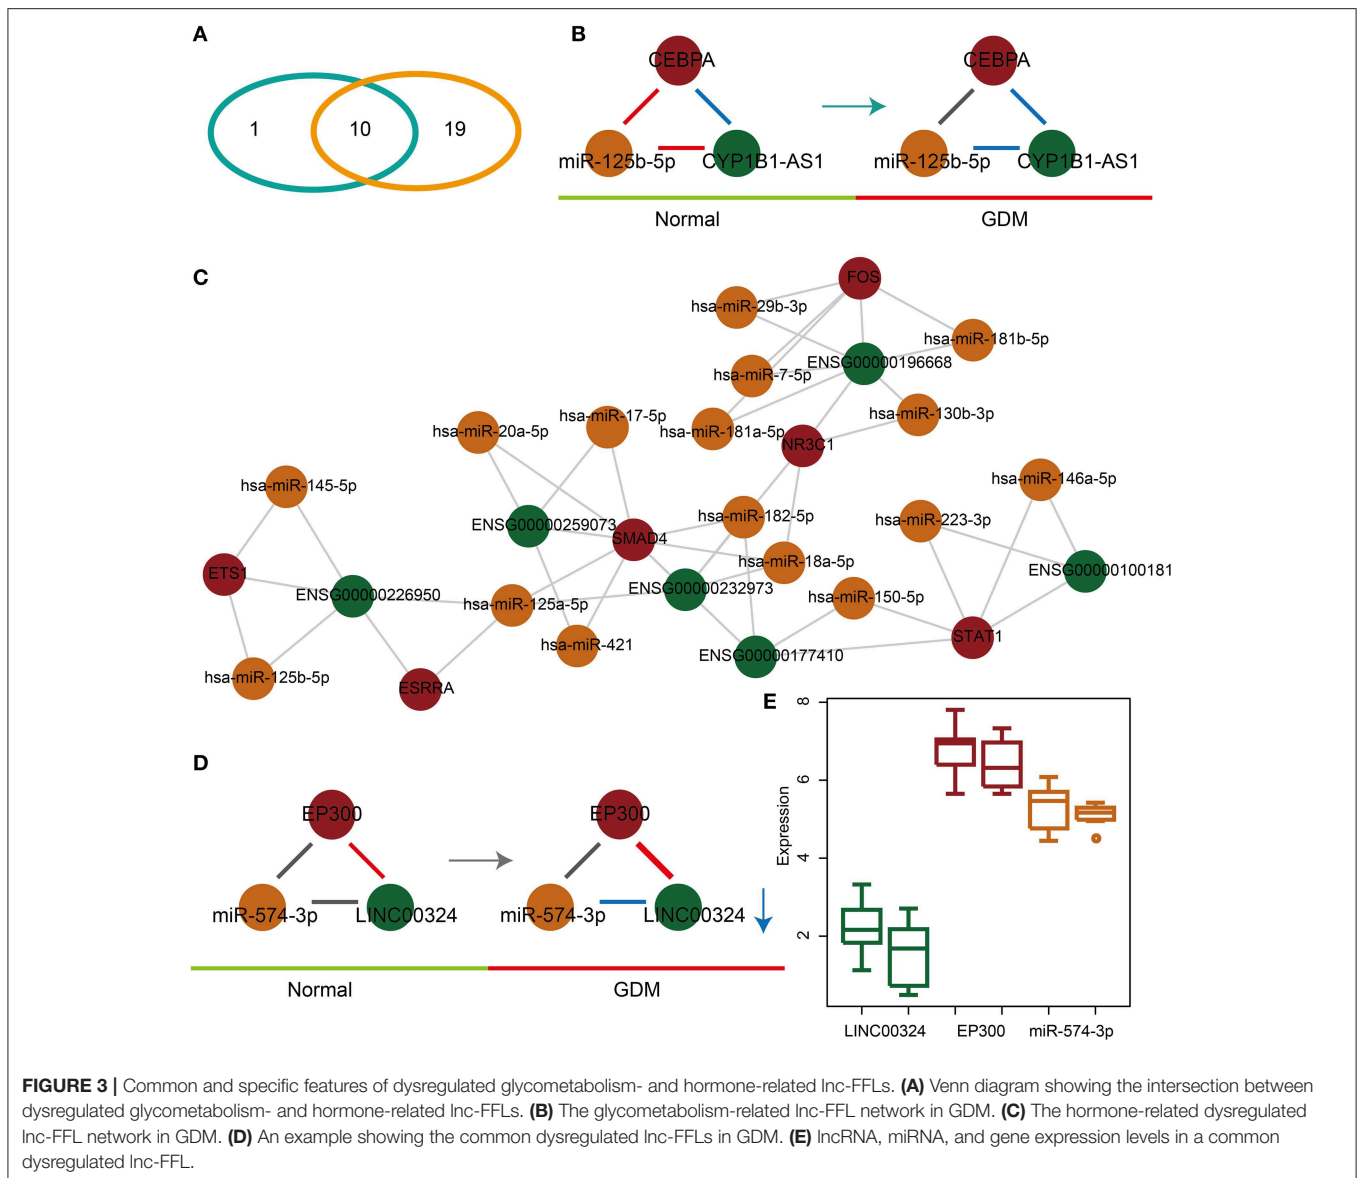 A
1
10
19
B
CEBPA
miR-125b-5p
CYP1B1-AS1
CEBPA
miR-125b-5p
CYP1B1-AS1
Normal
GDM
C
FOS
hsa-miR-29b-3p
hsa-miR-181b-5p
ENSG00000196668
hsa-miR-7-5p
hsa-miR-130b-3p
hsa-miR-17-5p
hsa-miR-20a-5p
hsa-miR-181a-5p
NR3C1
hsa-miR-145-5p
hsa-miR-146a-5p
ENSG00000259073
hsa-miR-182-5p
hsa-miR-223-3p
SMAD4
hsa-miR-18a-5p
ENSG00000100181
ETS1
ENSG00000226950
ENSG00000232973
hsa-miR-125a-5p
hsa-miR-150-5p
STAT1
hsa-miR-421
ENSG00000177410
hsa-miR-125b-5p
ESRRA
D
EP300
miR-574-3p
LINC00324
EP300
miR-574-3p
LINC00324
Normal
GDM
E
8
6
4
2
Expression
LINC00324
EP300
miR-574-3p
FIGURE 3 | Common and specific features of dysregulated glycometabolism- and hormone-related lnc-FFLs. (A) Venn diagram showing the intersection between
dysregulated glycometabolism- and hormone-related lnc-FFLs. (B) The glycometabolism-related lnc-FFL network in GDM. (C) The hormone-related dysregulated
lnc-FFL network in GDM. (D) An example showing the common dysregulated lnc-FFLs in GDM. (E) lncRNA, miRNA, and gene expression levels in a common
dysregulated lnc-FFL.